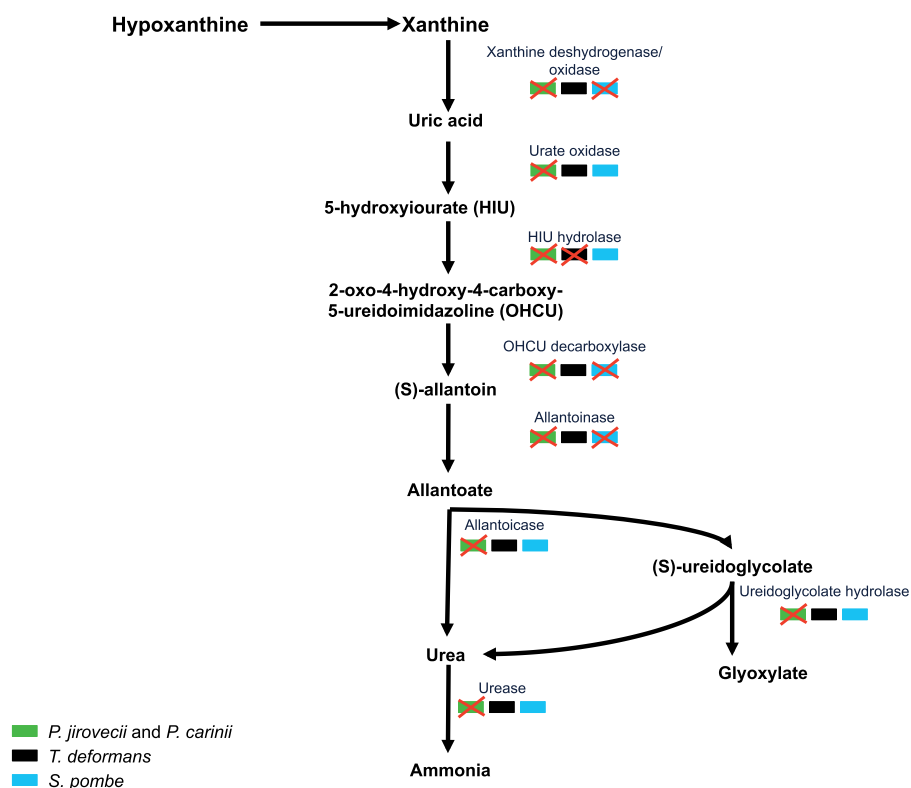 Hypoxanthine
Xanthine
Xanthine deshydrogenase/
oxidase
Uric acid
Urate oxidase
5-hydroxyiourate (HIU)
HIU hydrolase
2-oxo-4-hydroxy-4-carboxy-
5-ureidoimidazoline (OHCU)
OHCU decarboxylase
(S)-allantoin
Allantoinase
Allantoate
Allantoicase
(S)-ureidoglycolate
Ureidoglycolate hydrolase
Urea
Glyoxylate
Urease
Ammonia
P. jirovecii and P. carinii
T. deformans
S. pombe